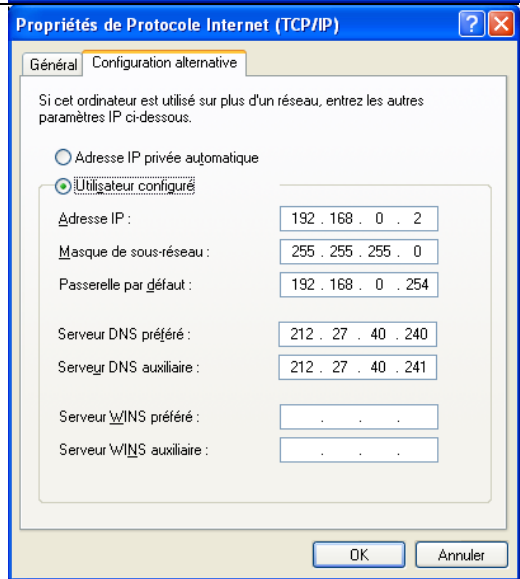 Propriétés de Protocole Internet (TCP/IP)
Général Configuration alternative
Si cet ordinateur est utilisé sur plus d'un réseau, entrez les autres
paramètres IP ci-dessous.
Adresse IP privée automatique
Utilisateur configuré
Adresse IP : 192 . 168 . 0 . 2
Masque de sous-réseau : 255 . 255 . 255 . 0
Passerelle par défaut : 192 . 168 . 0 . 254
Serveur DNS préféré : 212 . 27 . 40 . 240
Serveur DNS auxiliaire : 212 . 27 . 40 . 241
Serveur WINS préféré : . . .
Serveur WINS auxiliaire : . . .
OK Annuler